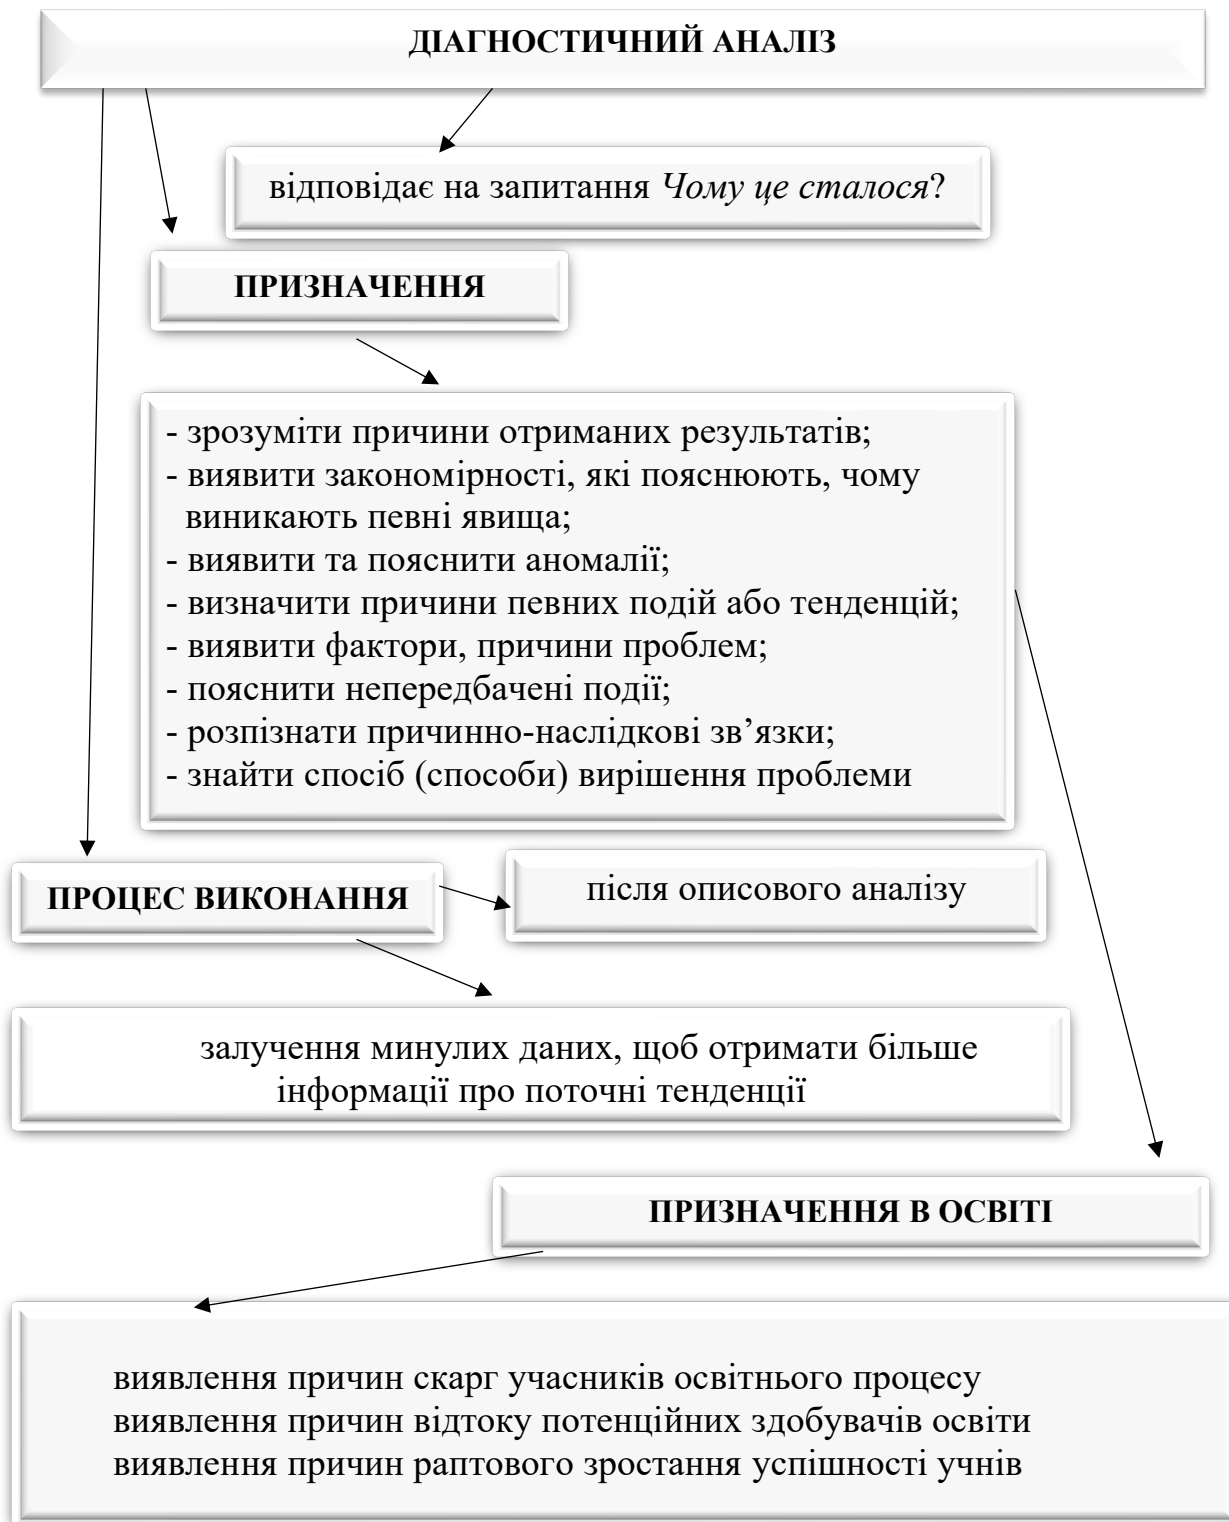 ДІАГНОСТИЧНИЙ АНАЛІЗ
відповідає на запитання Чому це сталося?
ПРИЗНАЧЕННЯ
- зрозуміти причини отриманих результатів;
- виявити закономірності, які пояснюють, чому
виникають певні явища;
- виявити та пояснити аномалії;
- визначити причини певних подій або тенденцій;
- виявити фактори, причини проблем;
- пояснити непередбачені події;
- розпізнати причинно-наслідкові зв’язки;
- знайти спосіб (способи) вирішення проблеми
ПРОЦЕС ВИКОНАННЯ
після описового аналізу
залучення минулих даних, щоб отримати більше
інформації про поточні тенденції
ПРИЗНАЧЕННЯ В ОСВІТІ
виявлення причин скарг учасників освітнього процесу
виявлення причин відтоку потенційних здобувачів освіти
виявлення причин раптового зростання успішності учнів